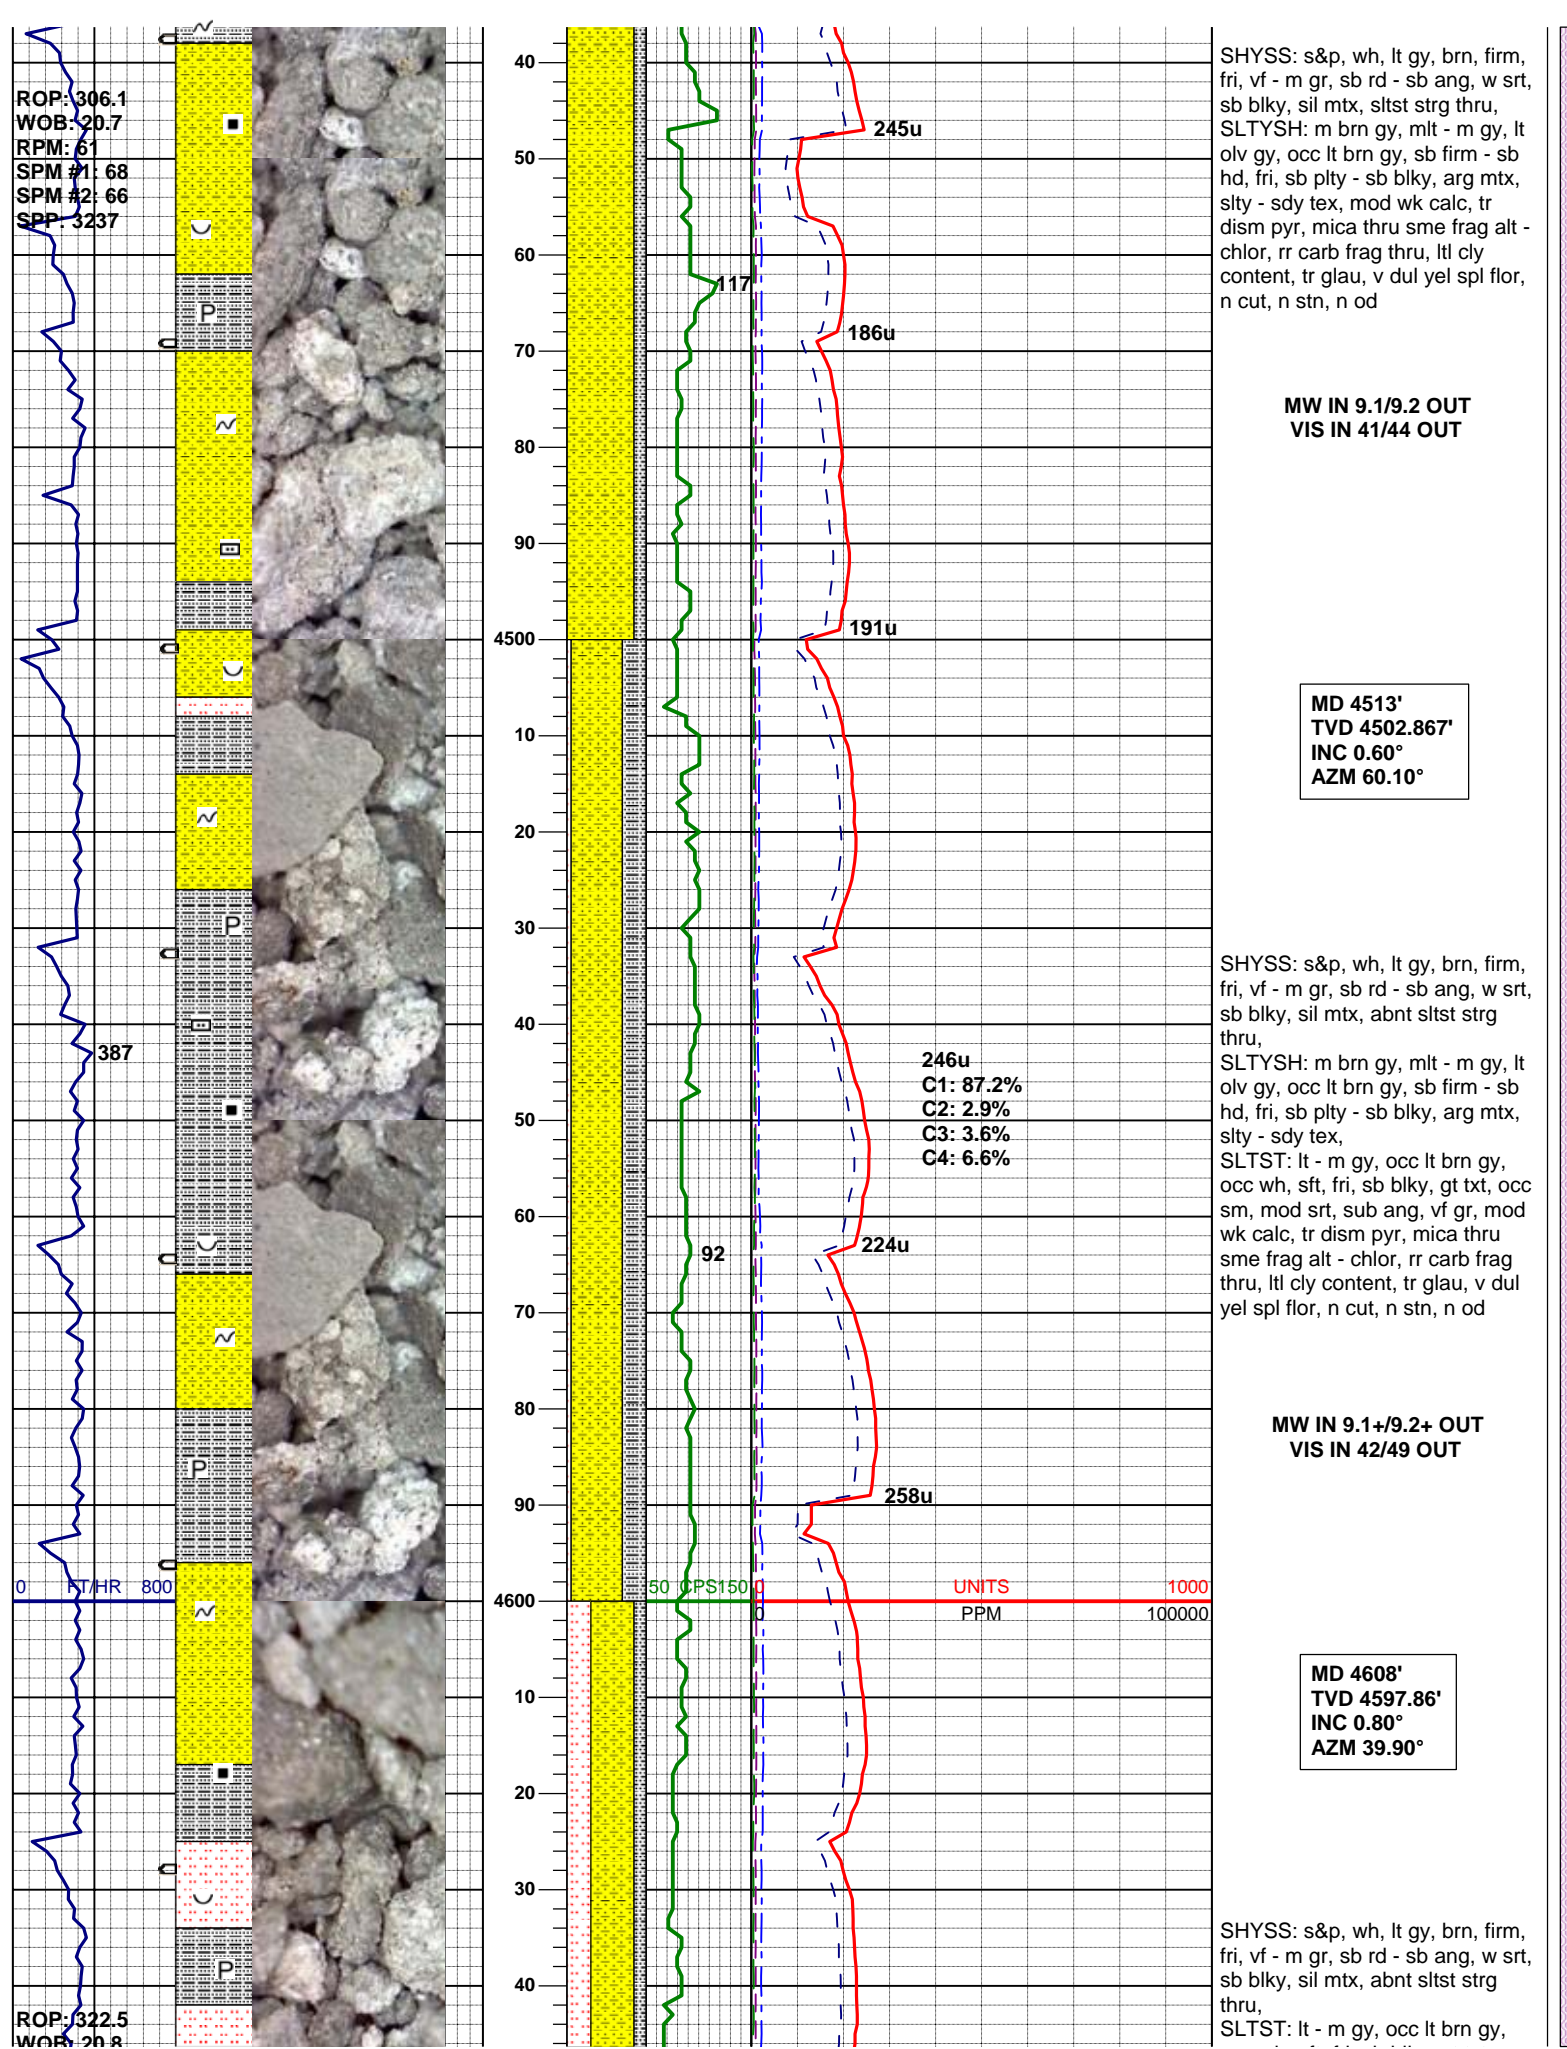 40
SHYSS: s&p, wh, lt gy, brn, firm,
fri, vf - m gr, sb rd - sb ang, w srt,
sb blky, sil mtx, sltst strg thru,
SLTYSH: m brn gy, mlt - m gy, lt
olv gy, occ lt brn gy, sb firm - sb
hd, fri, sb plty - sb blky, arg mtx,
slty - sdy tex, mod wk calc, tr
dism pyr, mica thru sme frag alt -
chlor, rr carb frag thru, ltl cly
content, tr glau, v dul yel spl flor,
n cut, n stn, n od
ROP: 306.1
WOB: 20.7
RPM: 61
SPM #1: 68
SPM #2: 66
SPP: 3237
245u
50
60
117
P
186u
70
MW IN 9.1/9.2 OUT
VIS IN 41/44 OUT
80
90
191u
4500
MD 4513'
TVD 4502.867'
INC 0.60°
AZM 60.10°
10
20
P
30
SHYSS: s&p, wh, lt gy, brn, firm,
fri, vf - m gr, sb rd - sb ang, w srt,
sb blky, sil mtx, abnt sltst strg
thru,
SLTYSH: m brn gy, mlt - m gy, lt
olv gy, occ lt brn gy, sb firm - sb
hd, fri, sb plty - sb blky, arg mtx,
slty - sdy tex,
SLTST: lt - m gy, occ lt brn gy,
occ wh, sft, fri, sb blky, gt txt, occ
sm, mod srt, sub ang, vf gr, mod
wk calc, tr dism pyr, mica thru
sme frag alt - chlor, rr carb frag
thru, ltl cly content, tr glau, v dul
yel spl flor, n cut, n stn, n od
40
387
246u
C1: 87.2%
C2: 2.9%
C3: 3.6%
C4: 6.6%
50
60
92
224u
70
80
MW IN 9.1+/9.2+ OUT
VIS IN 42/49 OUT
P
90
258u
0 FT/HR 800
4600
50 CPS 150
0 UNITS 1000
0 PPM 100000
MD 4608'
TVD 4597.86'
INC 0.80°
AZM 39.90°
10
20
30
P
40
SHYSS: s&p, wh, lt gy, brn, firm,
fri, vf - m gr, sb rd - sb ang, w srt,
sb blky, sil mtx, abnt sltst strg
thru,
SLTST: lt - m gy, occ lt brn gy,
ROP: 322.5
WOB: 20.8